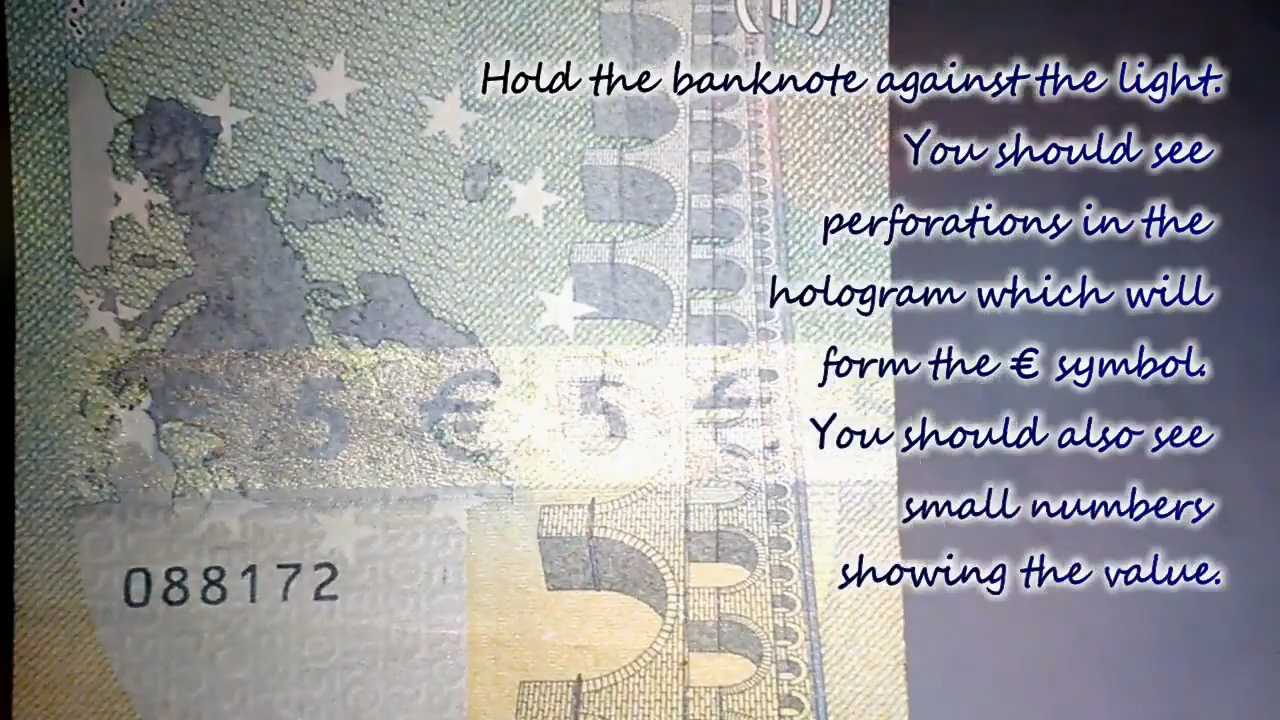 Hold the banknote against the light.
You should see
perforations in the
hologram which will
form the € symbol.
You should also see
small numbers
showing the value.
5 € 5 €
088172